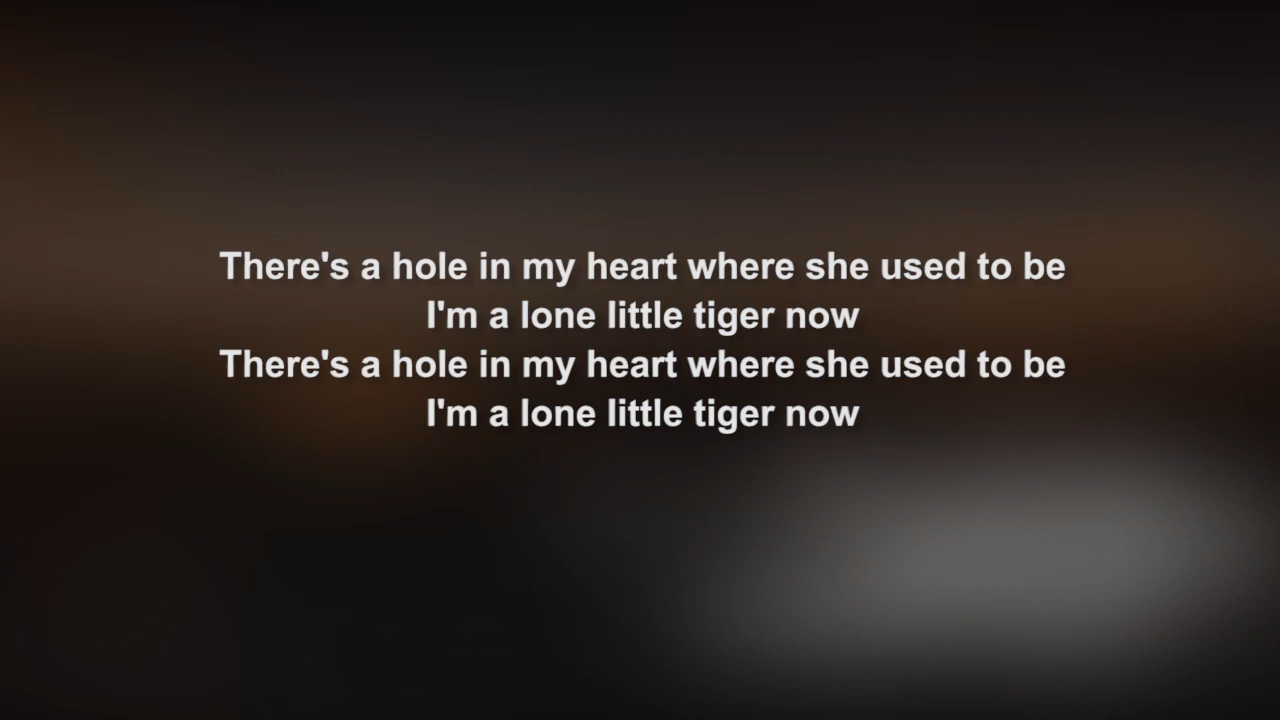 There's a hole in my heart where she used to be
I'm a lone little tiger now
There's a hole in my heart where she used to be
I'm a lone little tiger now